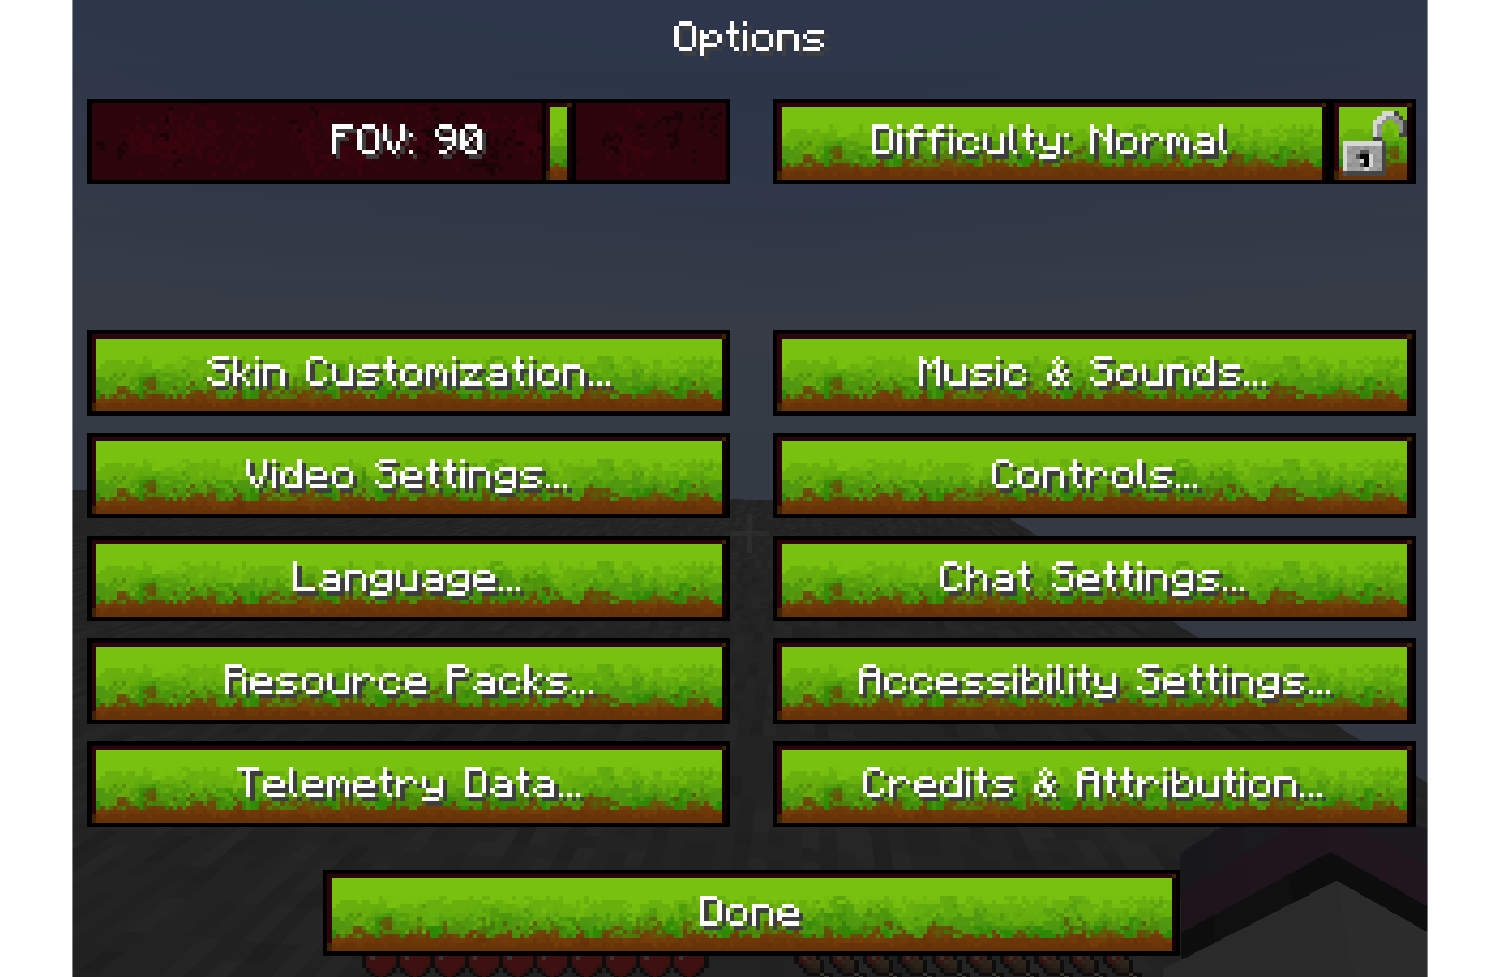 Options
FOV: 90
Difficulty: Normal
Skin Customization...
Music & Sounds...
Video Settings...
Controls...
Language...
Chat Settings...
Resource Packs...
Accessibility Settings...
Telemetry Data...
Credits & Attribution...
Done